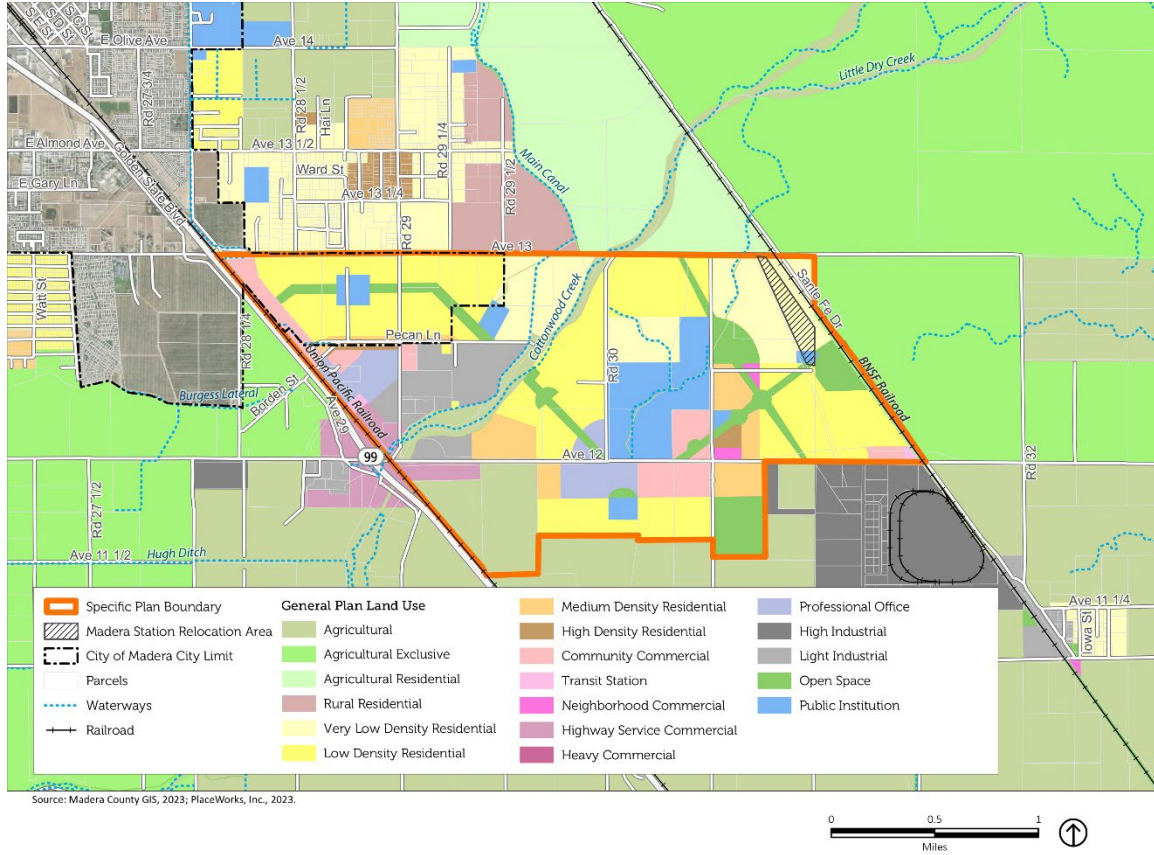 S E St
S D St
S C St
E Olive Ave
Rd 27 3/4
Ave 14
Rd 28 1/2
Hai Ln
Little Dry Creek
E Almond Ave
Golden State Blvd
Ave 13 1/2
Rd 29 1/4
Main Canal
Rd 29 1/2
E Gary Ln
Ward St
Ave 13 1/4
Rd 29
Ave 13
Sante Fe Dr
Watt St
Rd 28 1/4
Pecan Ln
Cottonwood Creek
Rd 30
BNSF Railroad
Burgess Lateral
Borden St
Union Pacific Railroad
Ave 29
99
Ave 12
Rd 32
Rd 27 1/2
Ave 11 1/2
Hugh Ditch
Ave 11 1/4
Iowa St
Specific Plan Boundary
Madera Station Relocation Area
City of Madera City Limit
Parcels
Waterways
Railroad
General Plan Land Use
Agricultural
Agricultural Exclusive
Agricultural Residential
Rural Residential
Very Low Density Residential
Low Density Residential
Medium Density Residential
High Density Residential
Community Commercial
Transit Station
Neighborhood Commercial
Highway Service Commercial
Heavy Commercial
Professional Office
High Industrial
Light Industrial
Open Space
Public Institution
Source: Madera County GIS, 2023; PlaceWorks, Inc., 2023.
0 0.5 1
Miles